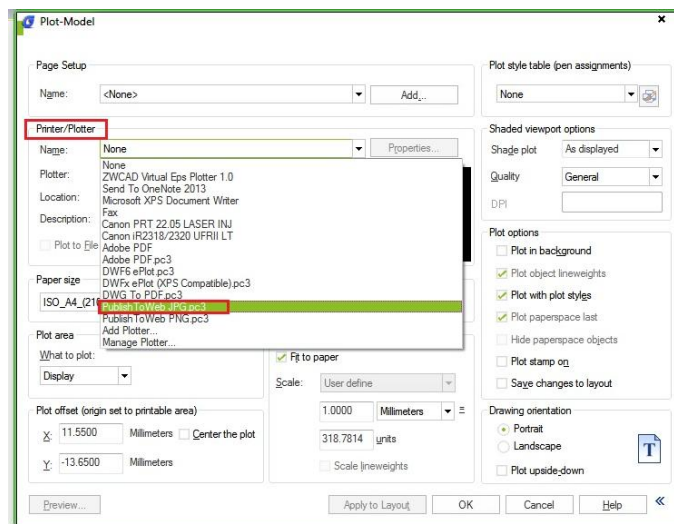 Plot-Model
Page Setup
Name: <None> Add...
Plot style table (pen assignments)
None
Printer/Plotter
Name: None Properties...
Plotter:
Location:
Description:
Plot to File
None
ZWCAD Virtual Eps Plotter 1.0
Send To OneNote 2013
Microsoft XPS Document Writer
Fax
Canon PRT 22.05 LASER INJ
Canon iR2318/2320 UFRII LT
Adobe PDF
Adobe PDF.pc3
DWF6 ePlot.pc3
DWFx ePlot (XPS Compatible).pc3
DWG To PDF.pc3
PublishToWeb JPG.pc3
PublishToWeb PNG.pc3
Add Plotter...
Manage Plotter...
Shaded viewport options
Shade plot As displayed
Quality General
DPI
Paper size
Plot options
Plot in background
Plot object lineweights
Plot with plot styles
Plot paperspace last
Hide paperspace objects
Plot stamp on
Save changes to layout
Plot area
What to plot:
Display
Fit to paper
Scale: User define
1.0000 Millimeters =
318.7814 units
Scale lineweights
Plot offset (origin set to printable area)
X: 11.5500 Millimeters Center the plot
Y: -13.6500 Millimeters
Drawing orientation
Portrait
Landscape
Plot upside-down
T
Preview... Apply to Layout OK Cancel Help «